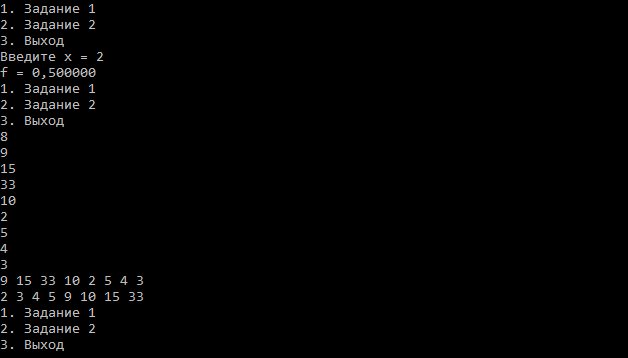 1. Задание 1
2. Задание 2
3. Выход
Введите x = 2
f = 0,500000
1. Задание 1
2. Задание 2
3. Выход
8
9
15
33
10
2
5
4
3
9 15 33 10 2 5 4 3
2 3 4 5 9 10 15 33
1. Задание 1
2. Задание 2
3. Выход